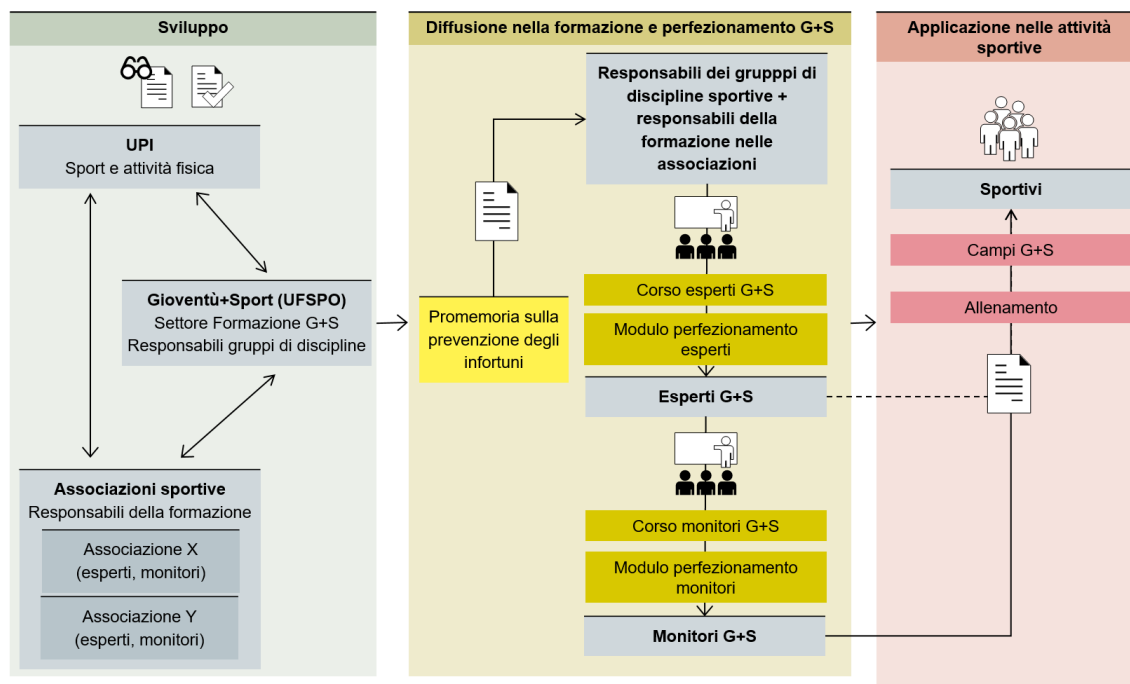 Sviluppo
UPI
Sport e attività fisica
Gioventù+Sport (UFSPO)
Settore Formazione G+S
Responsabili gruppi di discipline
Associazioni sportive
Responsabili della formazione
Associazione X
(esperti, monitori)
Associazione Y
(esperti, monitori)
Diffusione nella formazione e perfezionamento G+S
Promemoria sulla
prevenzione degli
infortuni
Responsabili dei grupppi di
discipline sportive +
responsabili della
formazione nelle
associazioni
Corso esperti G+S
Modulo perfezionamento
esperti
Esperti G+S
Corso monitori G+S
Modulo perfezionamento
monitori
Monitori G+S
Applicazione nelle attività
sportive
Sportivi
Campi G+S
Allenamento